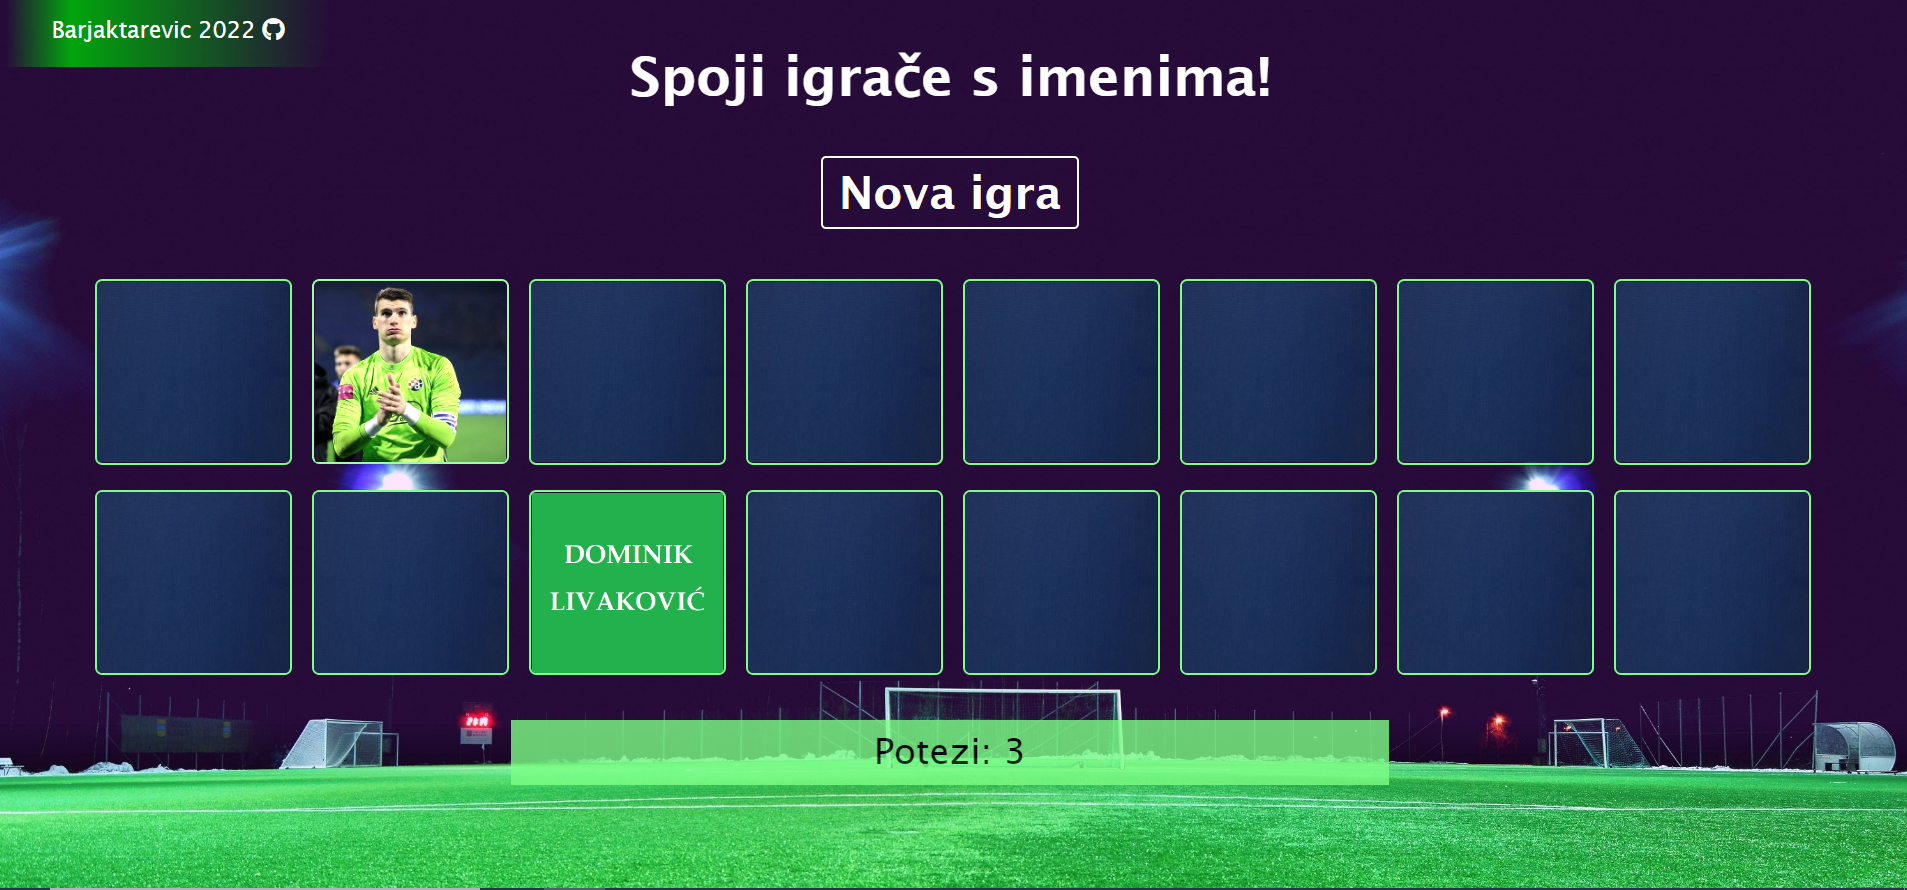 Barjaktarevic 2022
Spoji igrače s imenima!
Nova igra
DOMINIK
LIVAKOVIĆ
Potezi: 3